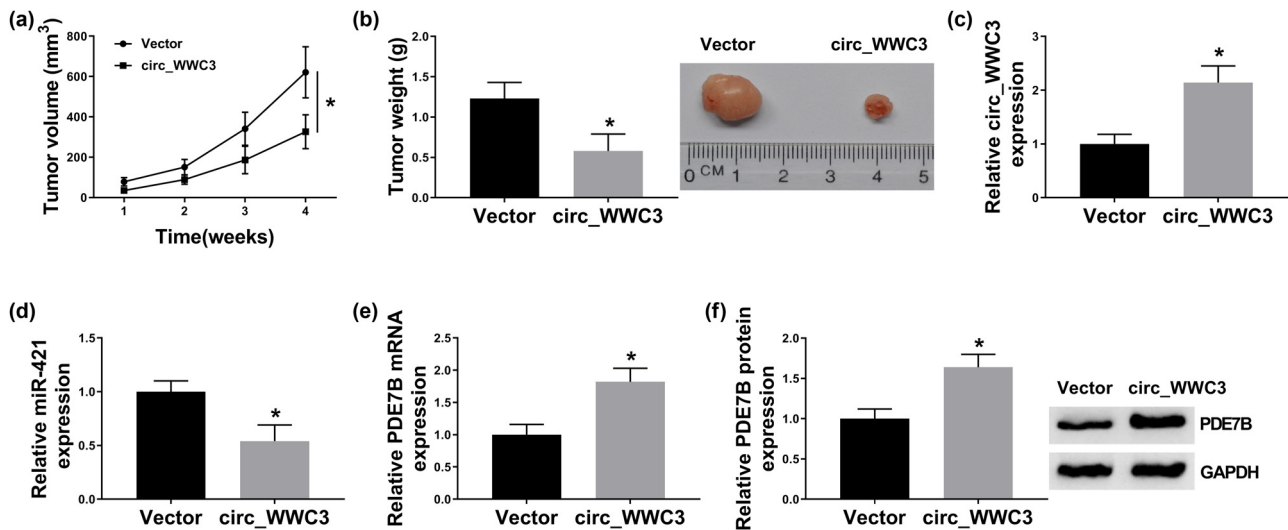 (a)
Tumor volume (mm³)
800
600
400
200
0
Vector
circ_WWC3
*
1 2 3 4
Time(weeks)
(b)
Tumor weight (g)
2.0
1.5
1.0
0.5
0.0
*
Vector circ_WWC3
Vector circ_WWC3
0 CM 1 2 3 4 5
(c)
Relative circ_WWC3
expression
3
2
1
0
*
Vector circ_WWC3
(d)
Relative miR-421
expression
1.5
1.0
0.5
0.0
*
Vector circ_WWC3
(e)
Relative PDE7B mRNA
expression
2.5
2.0
1.5
1.0
0.5
0.0
*
Vector circ_WWC3
(f)
Relative PDE7B protein
expression
2.0
1.5
1.0
0.5
0.0
*
Vector circ_WWC3
Vector circ_WWC3
PDE7B
GAPDH